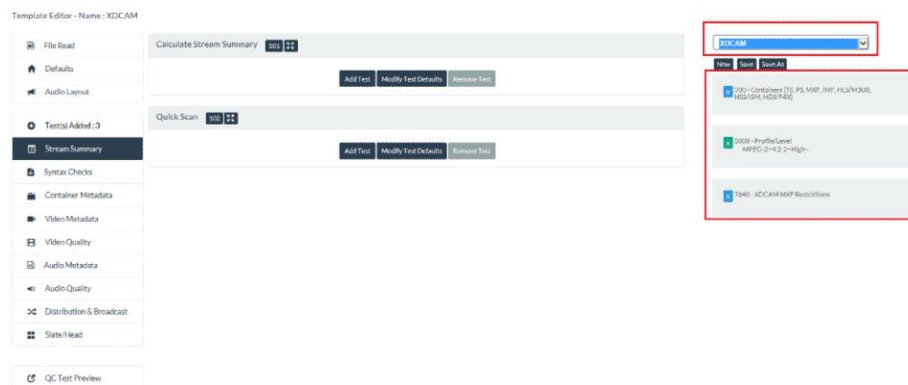 Template Editor - Name : XDCAM
File Read
Defaults
Audio Layout
Test(s) Added : 3
Stream Summary
Syntax Checks
Container Metadata
Video Metadata
Video Quality
Audio Metadata
Audio Quality
Distribution & Broadcast
Slate/Head
QC Test Preview
Calculate Stream Summary 101
Add Test Modify Test Defaults Remove Test
Quick Scan 102
Add Test Modify Test Defaults Remove Test
XDCAM
New Save Save As
x 200 - Containers (TS, PS, MXF, IMF, HLS/M3U8,
HSS/ISM, HDS/F4X)
x 3008 - Profile/Level
MPEG-2=4:2:2=High~
x 7640 - XDCAM MXF Restrictions